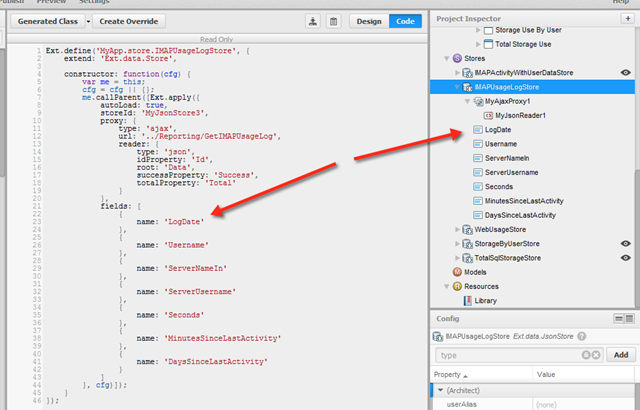 Publish Preview Settings Help
Generated Class Create Override Design Code
Read Only
1 Ext.define('MyApp.store.IMAPUsageLogStore', {
2 extend: 'Ext.data.Store',
3
4 constructor: function(cfg) {
5 var me = this;
6 cfg = cfg || {};
7 me.callParent([Ext.apply({
8 autoLoad: true,
9 storeId: 'MyJsonStore3',
10 proxy: {
11 type: 'ajax',
12 url: '../Reporting/GetIMAPUsageLog',
13 reader: {
14 type: 'json',
15 idProperty: 'Id',
16 root: 'Data',
17 successProperty: 'Success',
18 totalProperty: 'Total'
19 }
20 },
21 fields: [
22 {
23 name: 'LogDate'
24 },
25 {
26 name: 'Username'
27 },
28 {
29 name: 'ServerNameIn'
30 },
31 {
32 name: 'ServerUsername'
33 },
34 {
35 name: 'Seconds'
36 },
37 {
38 name: 'MinutesSinceLastActivity'
39 },
40 {
41 name: 'DaysSinceLastActivity'
42 }
43 ]
44 }, cfg)]);
45 }
46 });
Project Inspector +
Storage Use By User
Total Storage Use
S Stores
IMAPActivityWithUserDataStore
IMAPUsageLogStore
MyAjaxProxy1
MyJsonReader1
LogDate
Username
ServerNameIn
ServerUsername
Seconds
MinutesSinceLastActivity
DaysSinceLastActivity
WebUsageStore
StorageByUserStore
TotalSqlStorageStore
M Models
Resources
Library
Config
IMAPUsageLogStore Ext.data.JsonStore ?
type Add
Property Value
(Architect)
userAlias (none)